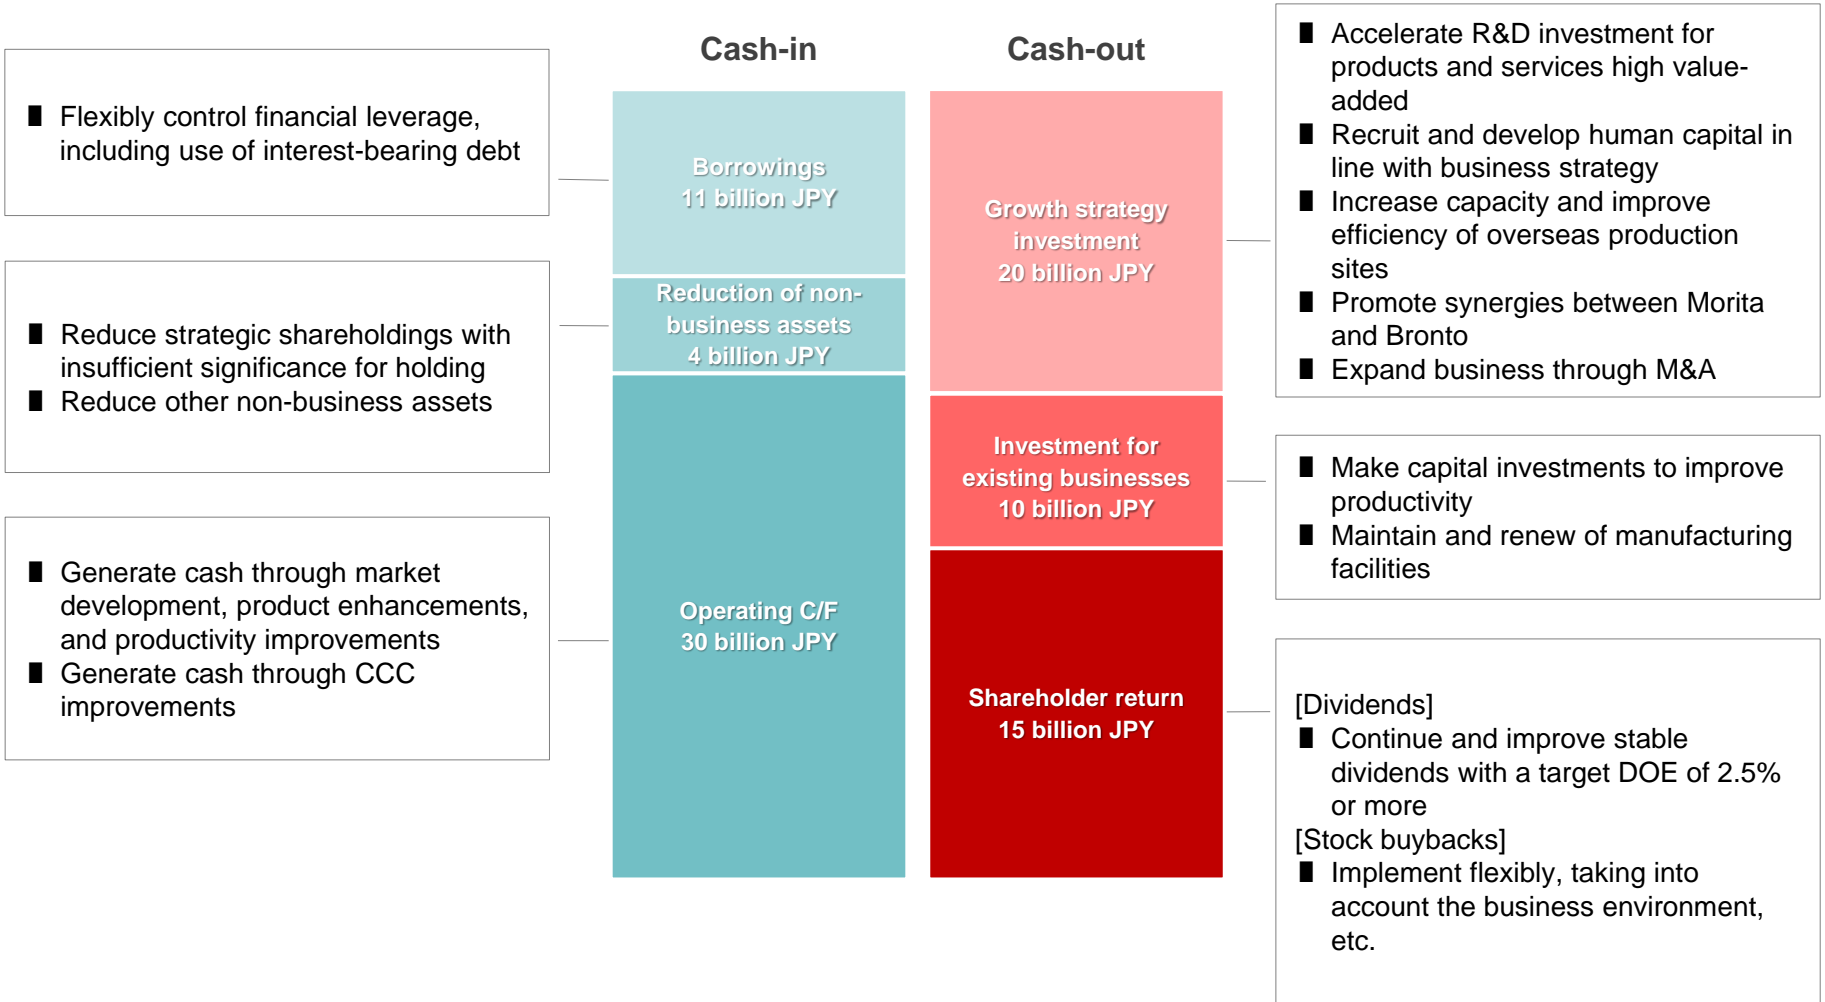 Cash-in
Cash-out
■ Flexibly control financial leverage,
including use of interest-bearing debt
■ Reduce strategic shareholdings with
insufficient significance for holding
■ Reduce other non-business assets
■ Generate cash through market
development, product enhancements,
and productivity improvements
■ Generate cash through CCC
improvements
Borrowings
11 billion JPY
Reduction of non-
business assets
4 billion JPY
Operating C/F
30 billion JPY
Growth strategy
investment
20 billion JPY
Investment for
existing businesses
10 billion JPY
Shareholder return
15 billion JPY
■ Accelerate R&D investment for
products and services high value-
added
■ Recruit and develop human capital in
line with business strategy
■ Increase capacity and improve
efficiency of overseas production
sites
■ Promote synergies between Morita
and Bronto
■ Expand business through M&A
■ Make capital investments to improve
productivity
■ Maintain and renew of manufacturing
facilities
[Dividends]
■ Continue and improve stable
dividends with a target DOE of 2.5%
or more
[Stock buybacks]
■ Implement flexibly, taking into
account the business environment,
etc.